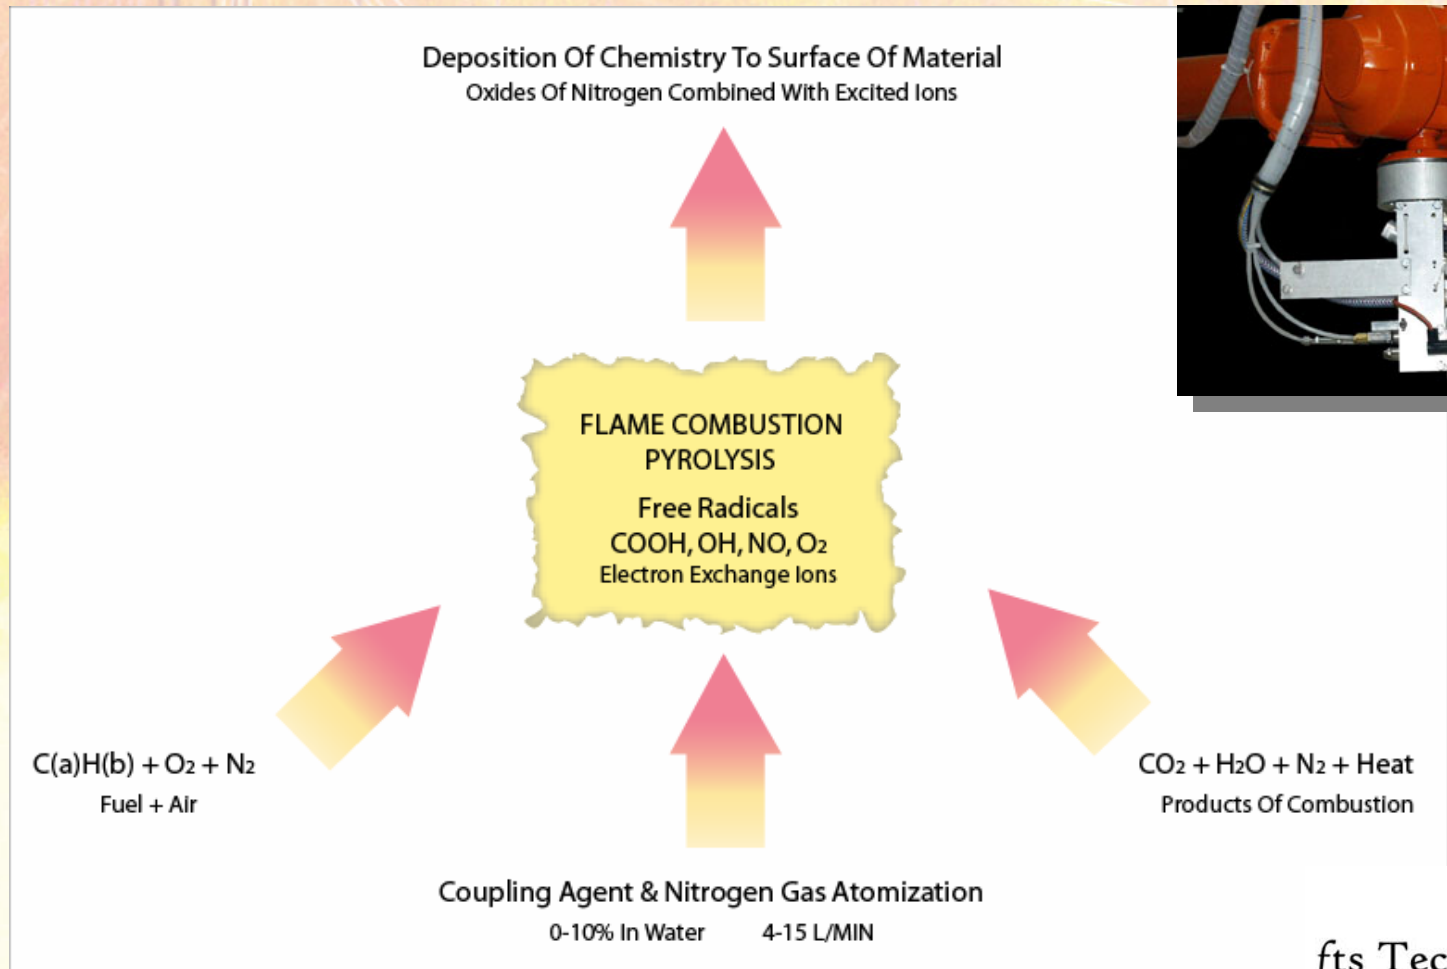 Deposition Of Chemistry To Surface Of Material
Oxides Of Nitrogen Combined With Excited Ions
FLAME COMBUSTION
PYROLYSIS
Free Radicals
COOH, OH, NO, O₂
Electron Exchange Ions
C(a)H(b) + O₂ + N₂
Fuel + Air
CO₂ + H₂O + N₂ + Heat
Products Of Combustion
Coupling Agent & Nitrogen Gas Atomization
0-10% In Water 4-15 L/MIN
fts Tec